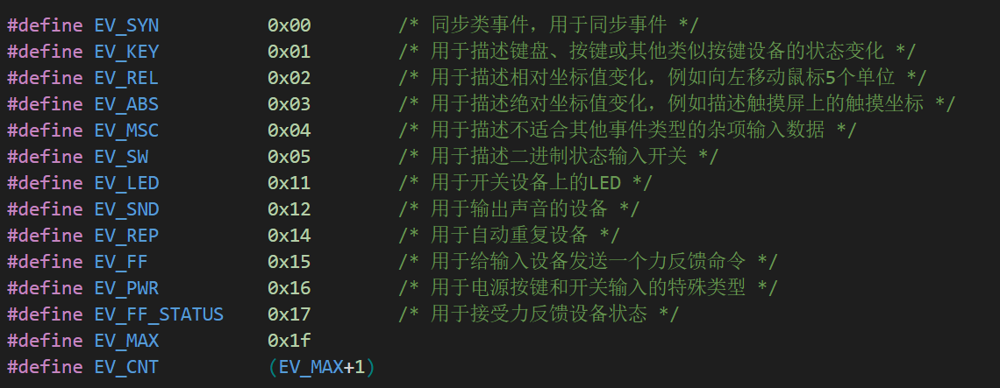 #define EV_SYN 0x00 /* 同步类事件，用于同步事件 */
#define EV_KEY 0x01 /* 用于描述键盘、按键或其他类似按键设备的状态变化 */
#define EV_REL 0x02 /* 用于描述相对坐标值变化，例如向左移动鼠标5个单位 */
#define EV_ABS 0x03 /* 用于描述绝对坐标值变化，例如描述触摸屏上的触摸坐标 */
#define EV_MSC 0x04 /* 用于描述不适合其他事件类型的杂项输入数据 */
#define EV_SW 0x05 /* 用于描述二进制状态输入开关 */
#define EV_LED 0x11 /* 用于开关设备上的LED */
#define EV_SND 0x12 /* 用于输出声音的设备 */
#define EV_REP 0x14 /* 用于自动重复设备 */
#define EV_FF 0x15 /* 用于给输入设备发送一个力反馈命令 */
#define EV_PWR 0x16 /* 用于电源按键和开关输入的特殊类型 */
#define EV_FF_STATUS 0x17 /* 用于接受力反馈设备状态 */
#define EV_MAX 0x1f
#define EV_CNT (EV_MAX+1)